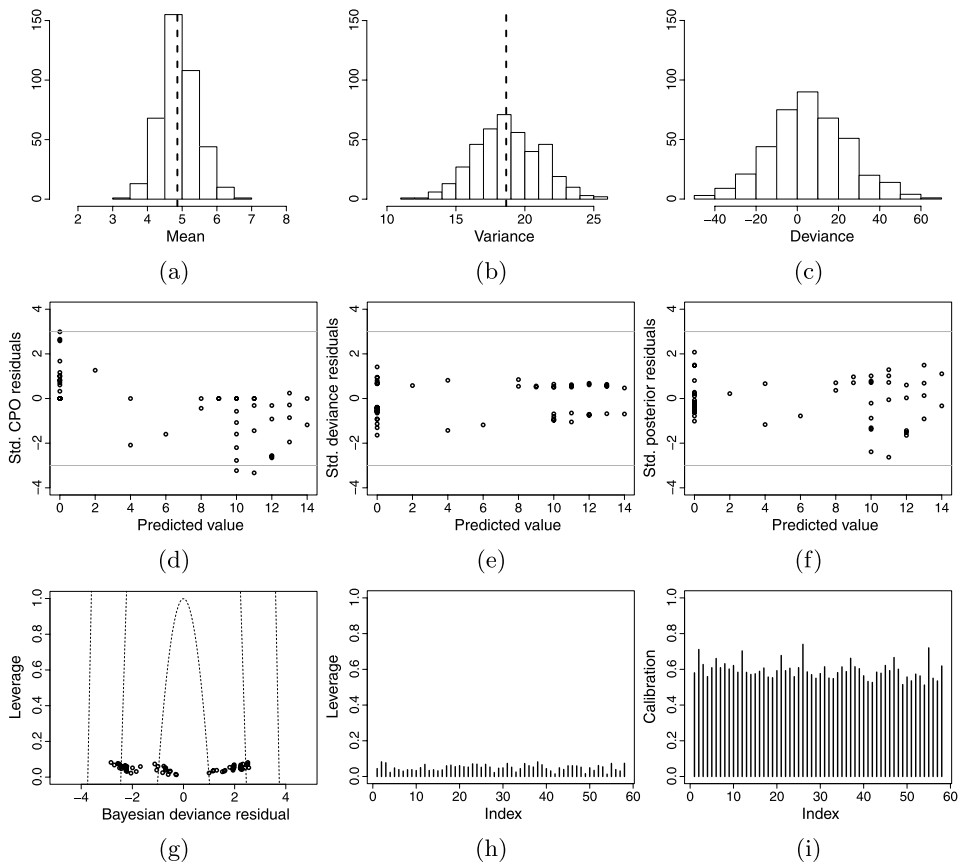 0 50 100 150
2 3 4 5 6 7 8
Mean
(a)
0 50 100 150
10 15 20 25
Variance
(b)
0 50 100 150
−40 −20 0 20 40 60
Deviance
(c)
Std. CPO residuals
−4 −2 0 2 4
0 2 4 6 8 10 12 14
Predicted value
(d)
Std. deviance residuals
−4 −2 0 2 4
0 2 4 6 8 10 12 14
Predicted value
(e)
Std. posterior residuals
−4 −2 0 2 4
0 2 4 6 8 10 12 14
Predicted value
(f)
Leverage
0.0 0.2 0.4 0.6 0.8 1.0
−4 −2 0 2 4
Bayesian deviance residual
(g)
Leverage
0.0 0.2 0.4 0.6 0.8 1.0
0 10 20 30 40 50 60
Index
(h)
Calibration
0.0 0.2 0.4 0.6 0.8 1.0
0 10 20 30 40 50 60
Index
(i)